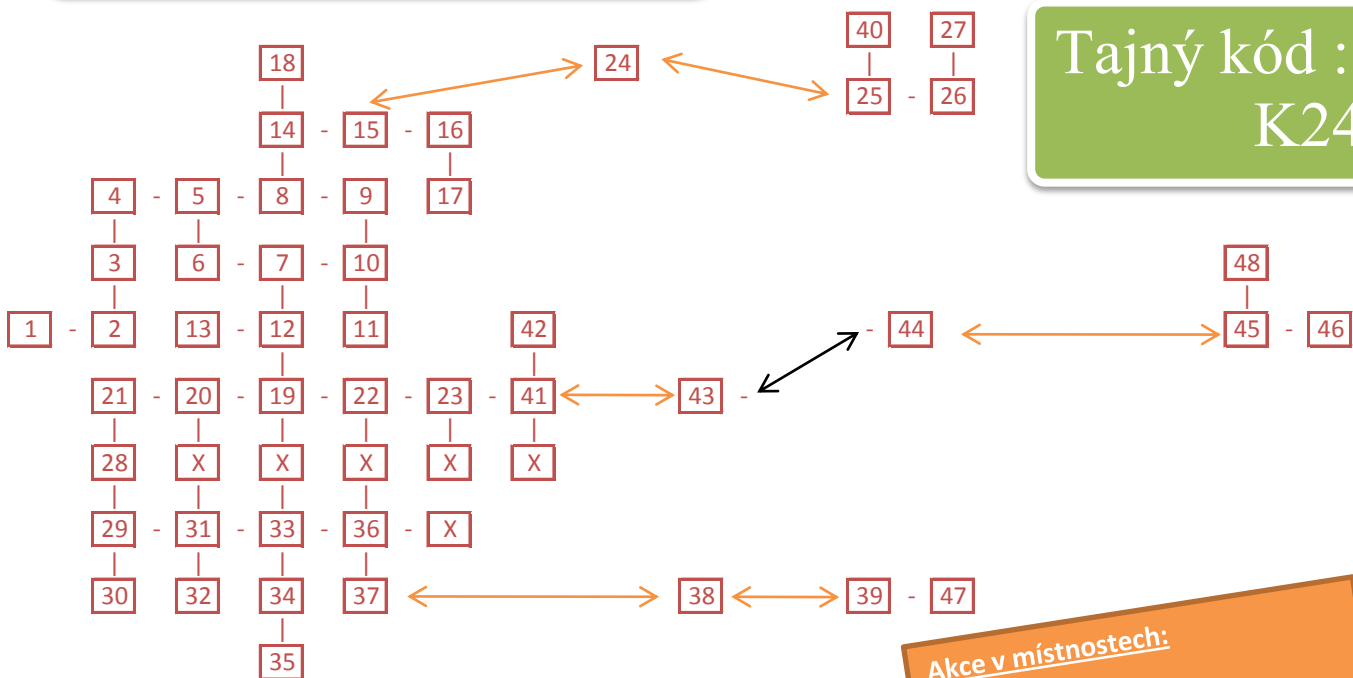 40 27
18 24
25 - 26
14 - 15 - 16
4 - 5 - 8 - 9 17
3 6 - 7 - 10 48
1 - 2 13 - 12 11 42 - 44 45 - 46
21 - 20 - 19 - 22 - 23 - 41 43 -
28 X X X X X
29 - 31 - 33 - 36 - X
30 32 34 37 38 39 - 47
35
Tajný kód :
K24
Akce v místnostech: